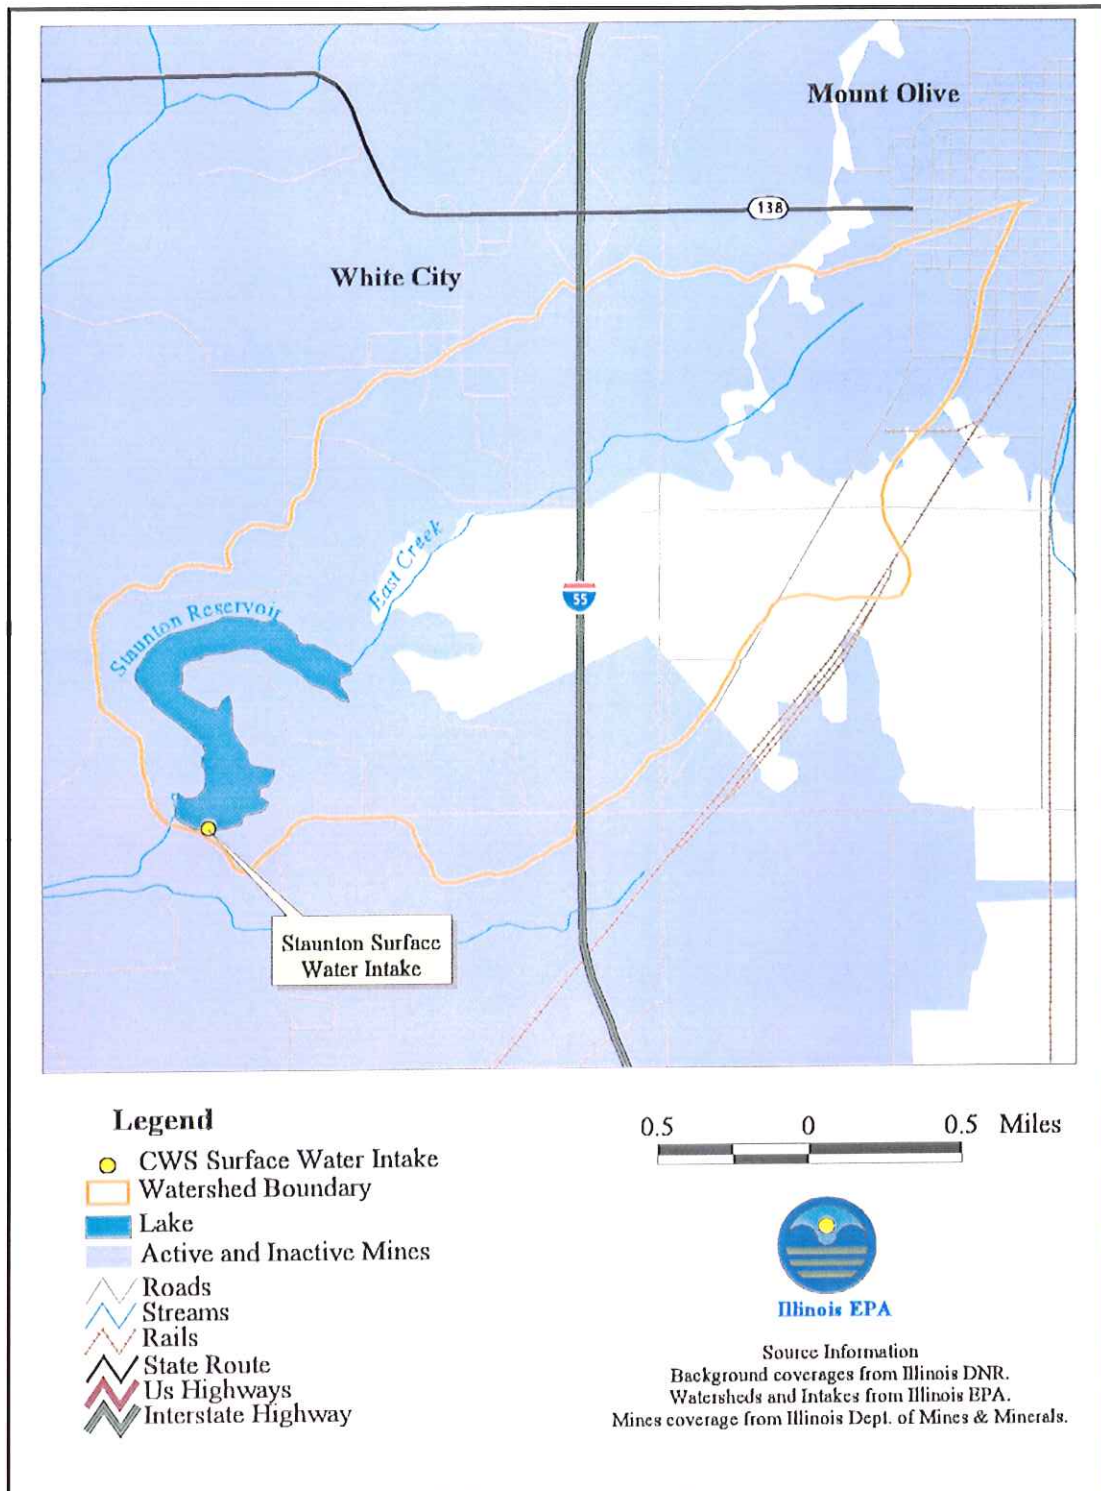 Mount Olive
138
White City
East Creek
55
Staunton Reservoir
Staunton Surface
Water Intake
Legend
CWS Surface Water Intake
Watershed Boundary
Lake
Active and Inactive Mines
Roads
Streams
Rails
State Route
Us Highways
Interstate Highway
0.5 0 0.5 Miles
Illinois EPA
Source Information
Background coverages from Illinois DNR.
Watersheds and Intakes from Illinois EPA.
Mines coverage from Illinois Dept. of Mines & Minerals.